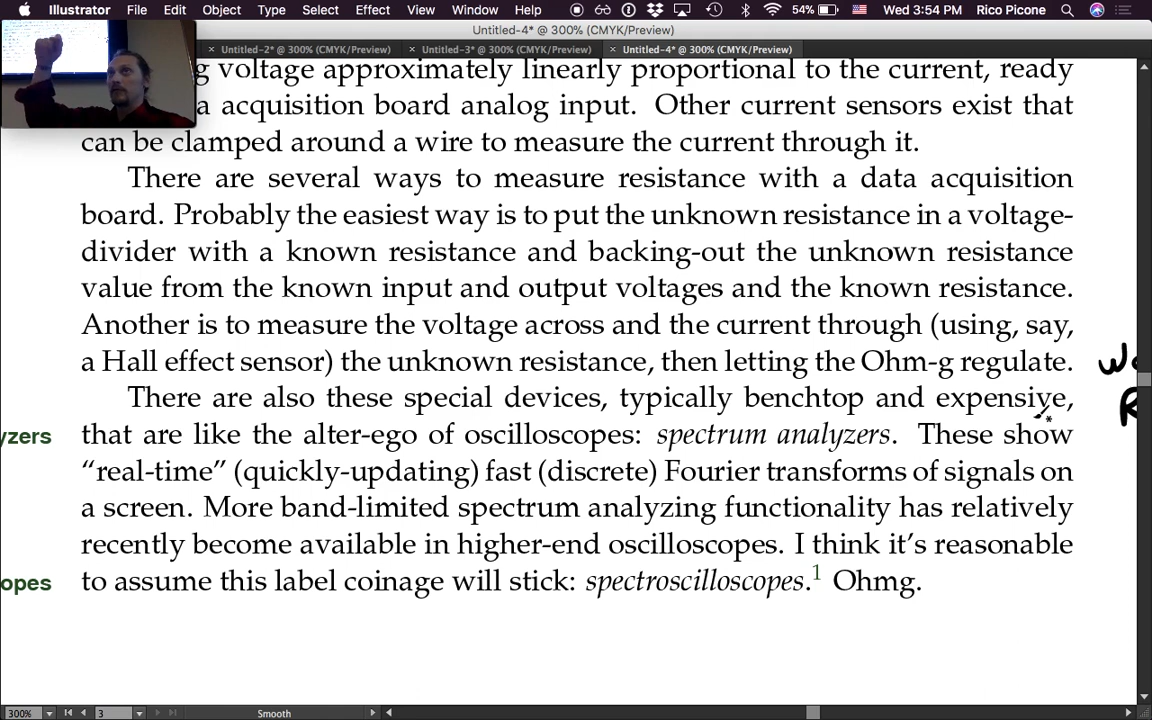 Illustrator File Edit Object Type Select Effect View Window Help 54% Wed 3:54 PM Rico Picone
Untitled-4* @ 300% (CMYK/Preview)
× Untitled-2* @ 300% (CMYK/Preview) × Untitled-3* @ 300% (CMYK/Preview) × Untitled-4* @ 300% (CMYK/Preview)
g voltage approximately linearly proportional to the current, ready
a acquisition board analog input. Other current sensors exist that
can be clamped around a wire to measure the current through it.
There are several ways to measure resistance with a data acquisition
board. Probably the easiest way is to put the unknown resistance in a voltage-
divider with a known resistance and backing-out the unknown resistance
value from the known input and output voltages and the known resistance.
Another is to measure the voltage across and the current through (using, say,
a Hall effect sensor) the unknown resistance, then letting the Ohm-g regulate.
There are also these special devices, typically benchtop and expensive,
yzers that are like the alter-ego of oscilloscopes: spectrum analyzers. These show
“real-time” (quickly-updating) fast (discrete) Fourier transforms of signals on
a screen. More band-limited spectrum analyzing functionality has relatively
recently become available in higher-end oscilloscopes. I think it’s reasonable
opes to assume this label coinage will stick: spectroscilloscopes.1 Ohmg.
300% 3 Smooth